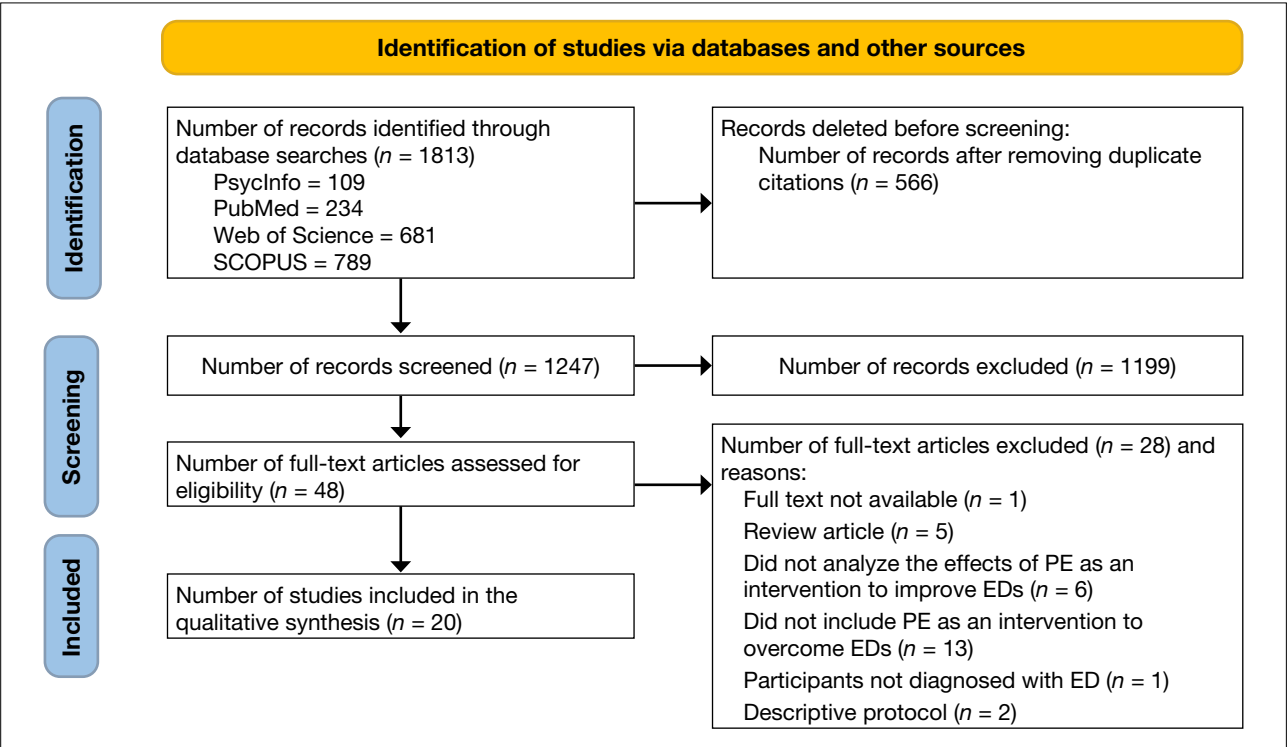 Identification of studies via databases and other sources
Identification
Number of records identified through
database searches (n = 1813)
PsycInfo = 109
PubMed = 234
Web of Science = 681
SCOPUS = 789
Records deleted before screening:
Number of records after removing duplicate
citations (n = 566)
Screening
Number of records screened (n = 1247)
Number of records excluded (n = 1199)
Number of full-text articles assessed for
eligibility (n = 48)
Number of full-text articles excluded (n = 28) and
reasons:
Full text not available (n = 1)
Review article (n = 5)
Did not analyze the effects of PE as an
intervention to improve EDs (n = 6)
Did not include PE as an intervention to
overcome EDs (n = 13)
Participants not diagnosed with ED (n = 1)
Descriptive protocol (n = 2)
Included
Number of studies included in the
qualitative synthesis (n = 20)